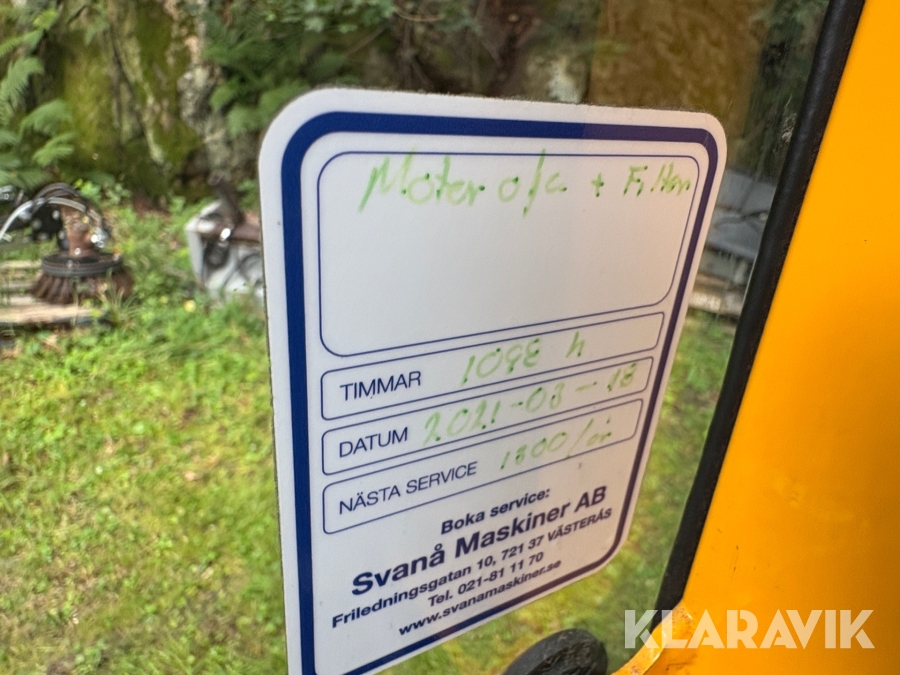 Motor olja + Filter
TIMMAR 1098 h
DATUM 2021-03-18
NÄSTA SERVICE 1300/år
Boka service:
Svanå Maskiner AB
Friledningsgatan 10, 721 37 VÄSTERÅS
Tel. 021-81 11 70
www.svanamaskiner.se
KLARAVIK